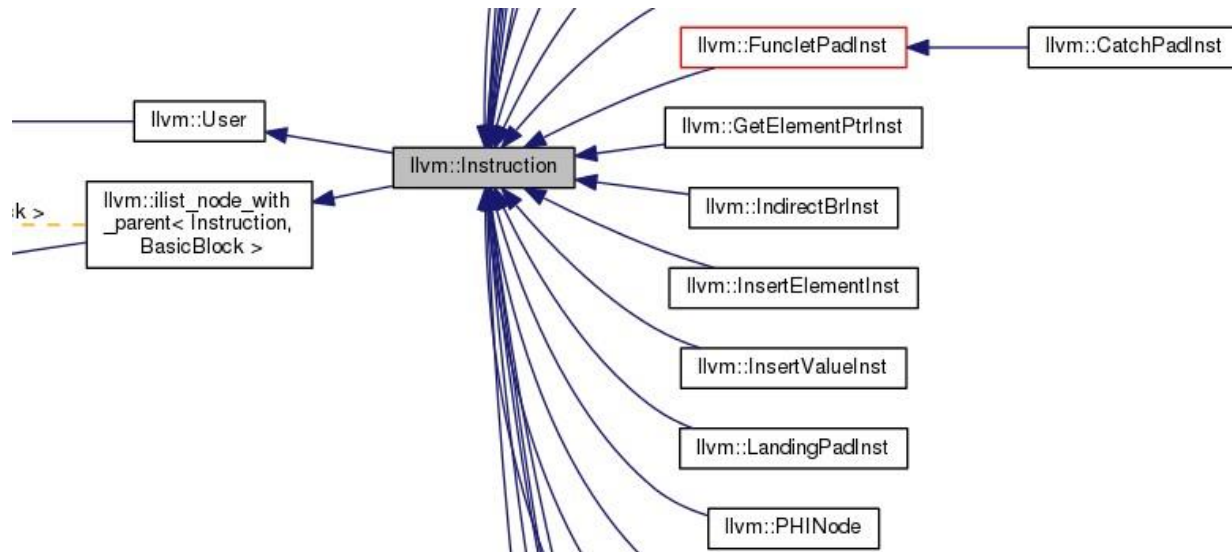 llvm::FuncletPadInst
llvm::CatchPadInst
llvm::User
llvm::GetElementPtrInst
llvm::Instruction
llvm::ilist_node_with
_parent< Instruction,
BasicBlock >
ck >
llvm::IndirectBrInst
llvm::InsertElementInst
llvm::InsertValueInst
llvm::LandingPadInst
llvm::PHINode